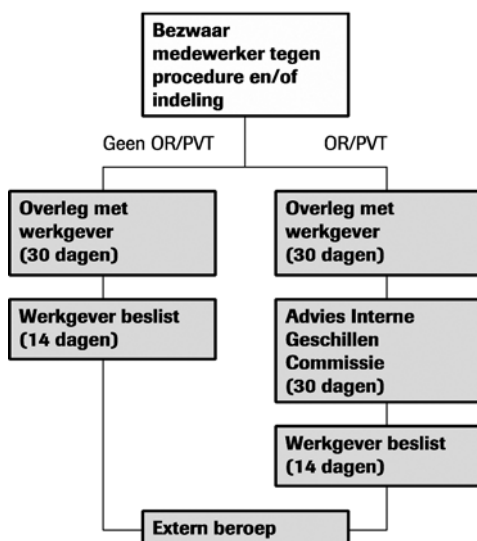 Bezwaar
medewerker tegen
procedure en/of
indeling
Geen OR/PVT
OR/PVT
Overleg met
werkgever
(30 dagen)
Werkgever beslist
(14 dagen)
Overleg met
werkgever
(30 dagen)
Advies Interne
Geschillen
Commissie
(30 dagen)
Werkgever beslist
(14 dagen)
Extern beroep